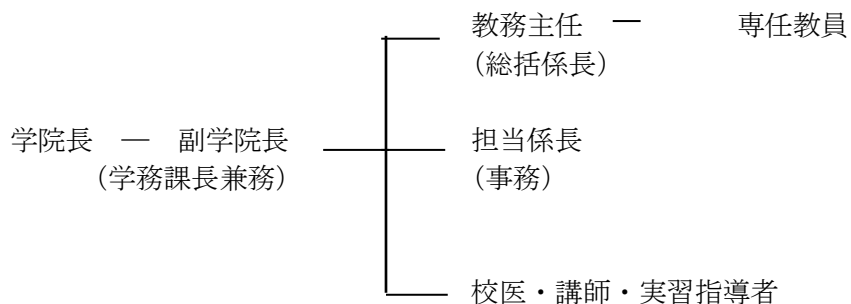 教務主任 ー 専任教員
（総括係長）
学院長 ― 副学院長 担当係長
（学務課長兼務） （事務）
校医・講師・実習指導者